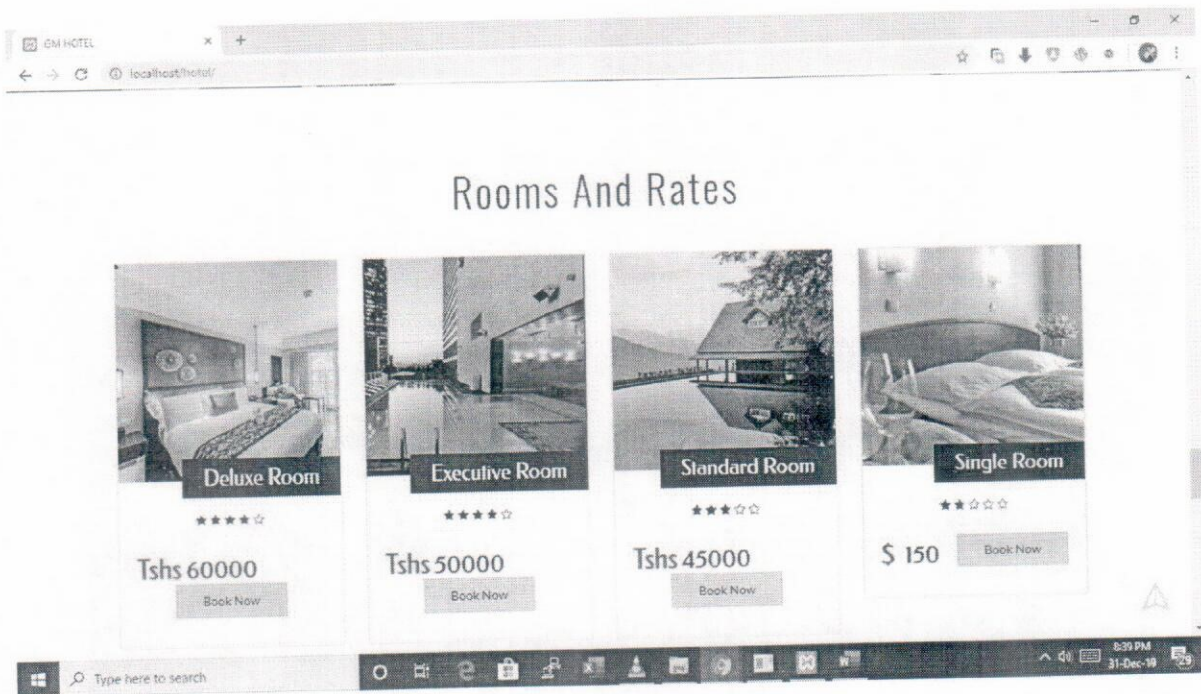 GM HOTEL
localhost/hotel/
Rooms And Rates
Deluxe Room
Executive Room
Standard Room
Single Room
Tshs 60000
Book Now
Tshs 50000
Book Now
Tshs 45000
Book Now
$ 150
Book Now
Type here to search
8:39 PM
31-Dec-19
29